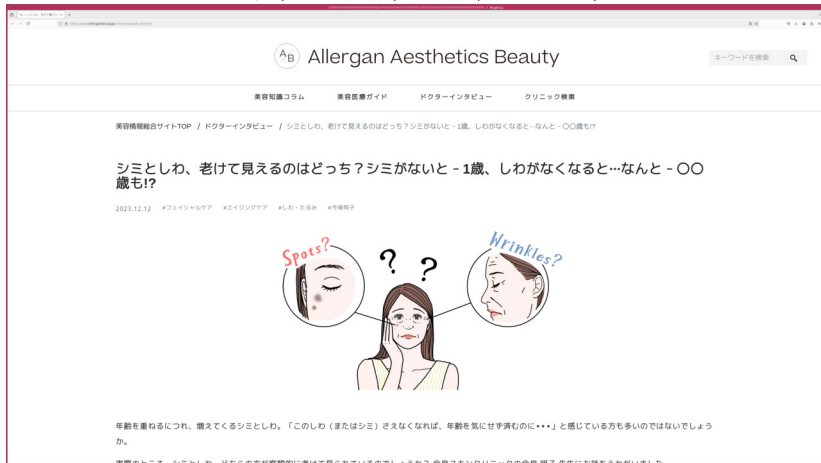 AB Allergan Aesthetics Beauty
キーワードを検索
美容知識コラム 美容医療ガイド ドクターインタビュー クリニック検索
美容情報総合サイトTOP / ドクターインタビュー / シミとしわ、老けて見えるのはどっち？シミがないと－1歳、しわがなくなると…なんと－〇〇歳も!?
シミとしわ、老けて見えるのはどっち？シミがないと－1歳、しわがなくなると…なんと－〇〇
歳も!?
2023.12.12 #フェイシャルケア #エイジングケア #しわ・たるみ #今泉明子
Spots?
? ?
Wrinkles?
年齢を重ねるにつれ、増えてくるシミとしわ。「このしわ（またはシミ）さえなくなれば、年齢を気にせず済むのに•••」と感じている方も多いのではないでしょう
か。